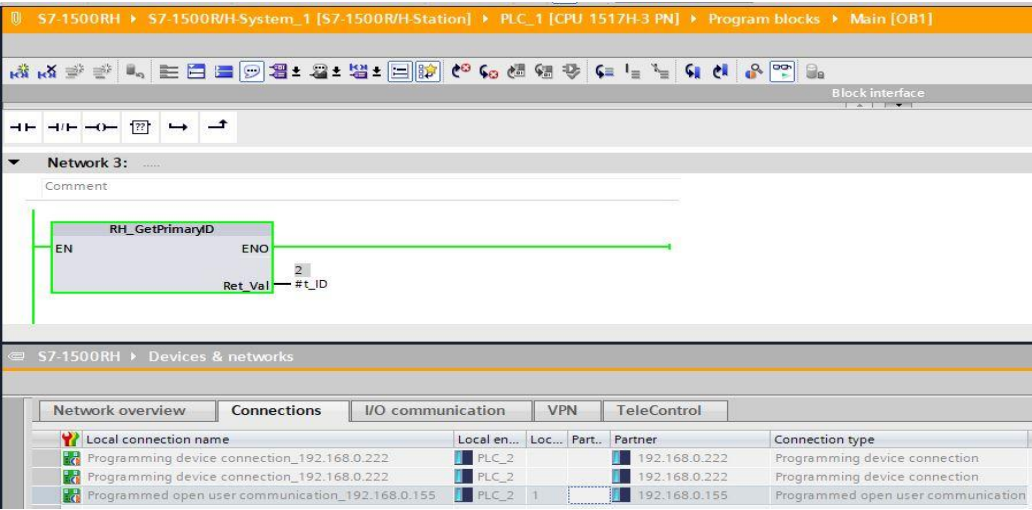 S7-1500RH ▸ S7-1500R/H-System_1 [S7-1500R/H-Station] ▸ PLC_1 [CPU 1517H-3 PN] ▸ Program blocks ▸ Main [OB1]
Block interface
??
Network 3: .....
Comment
RH_GetPrimaryID
EN ENO
2
Ret_Val #t_ID
S7-1500RH ▸ Devices & networks
Network overview Connections I/O communication VPN TeleControl
Local connection name Local en... Loc... Part.. Partner Connection type
Programming device connection_192.168.0.222 PLC_2 192.168.0.222 Programming device connection
Programming device connection_192.168.0.222 PLC_2 192.168.0.222 Programming device connection
Programmed open user communication_192.168.0.155 PLC_2 1 192.168.0.155 Programmed open user communication